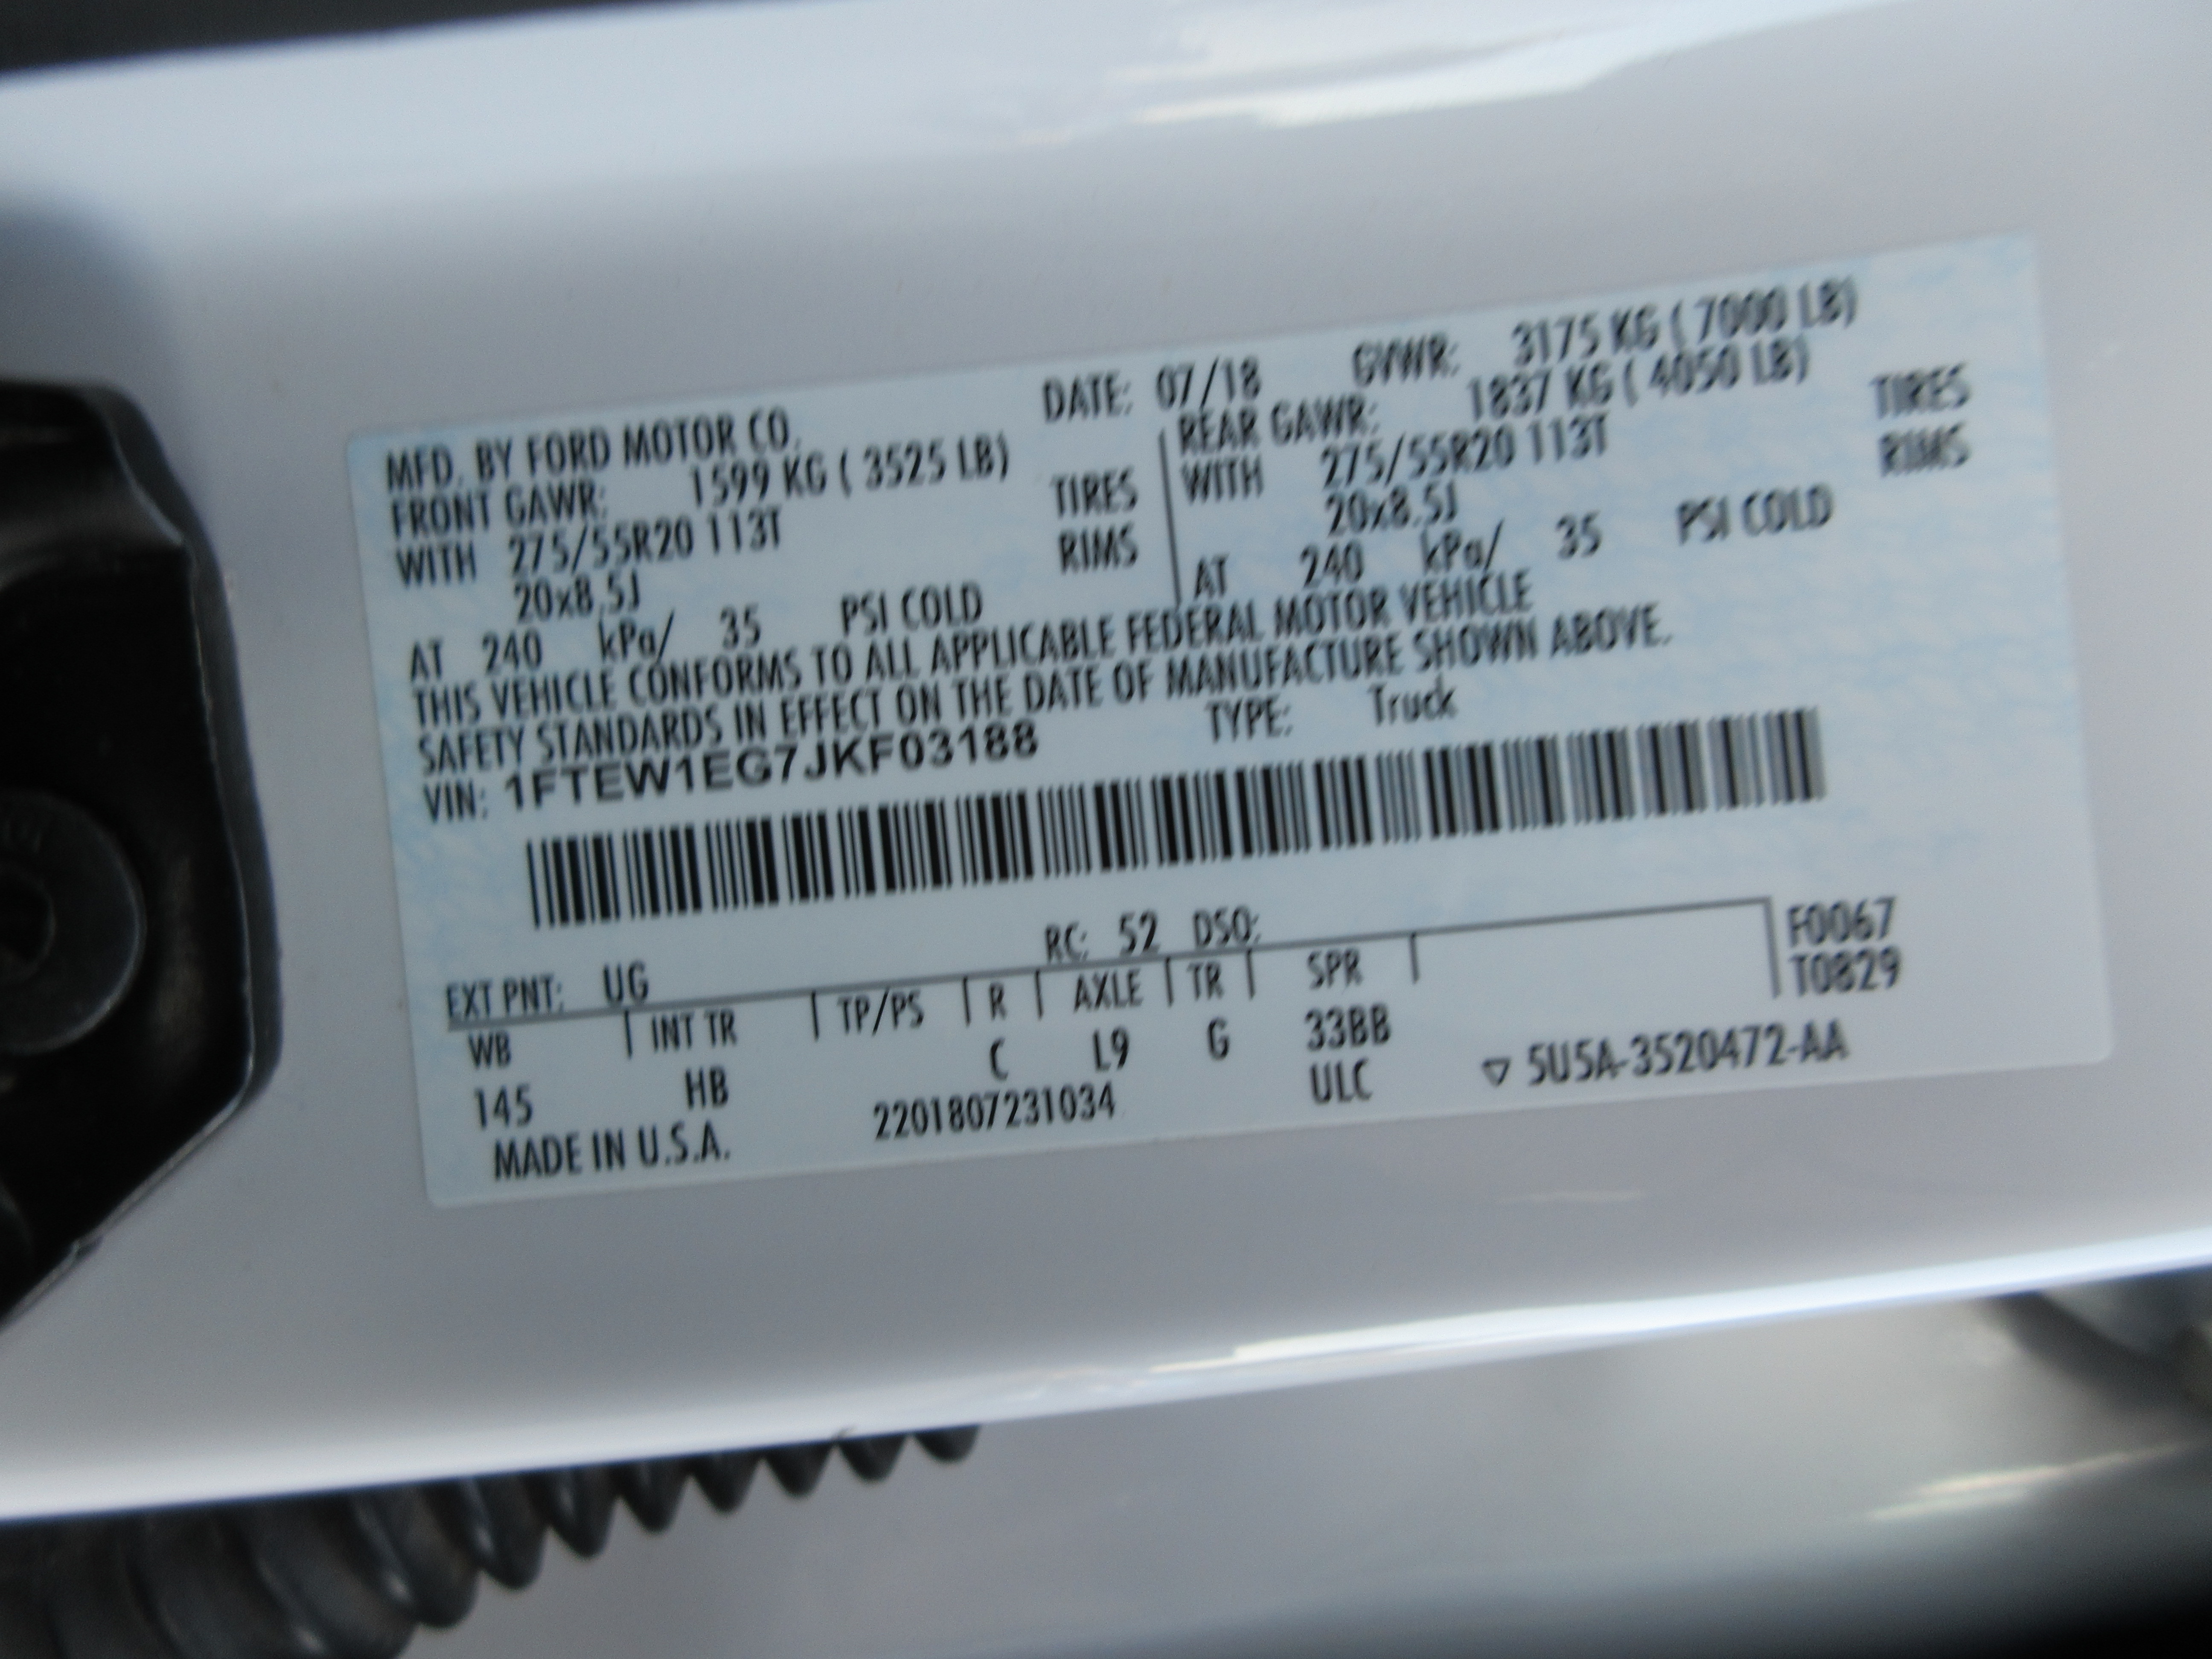 MFD. BY FORD MOTOR CO. DATE: 07/18 GVWR: 3175 KG ( 7000 LB)
FRONT GAWR: 1599 KG ( 3525 LB) REAR GAWR: 1837 KG ( 4050 LB)
WITH 275/55R20 113T TIRES WITH 275/55R20 113T TIRES
20x8.5J RIMS 20x8.5J RIMS
AT 240 kPa/ 35 PSI COLD AT 240 kPa/ 35 PSI COLD
THIS VEHICLE CONFORMS TO ALL APPLICABLE FEDERAL MOTOR VEHICLE
SAFETY STANDARDS IN EFFECT ON THE DATE OF MANUFACTURE SHOWN ABOVE.
VIN: 1FTEW1EG7JKF03188 TYPE: Truck
EXT PNT: UG RC: 52 DSO: F0067
WB | INT TR | TP/PS | R | AXLE | TR | SPR | T0829
145 HB C L9 G 33BB
MADE IN U.S.A. 2201807231034 ULC ▽ 5U5A-3520472-AA